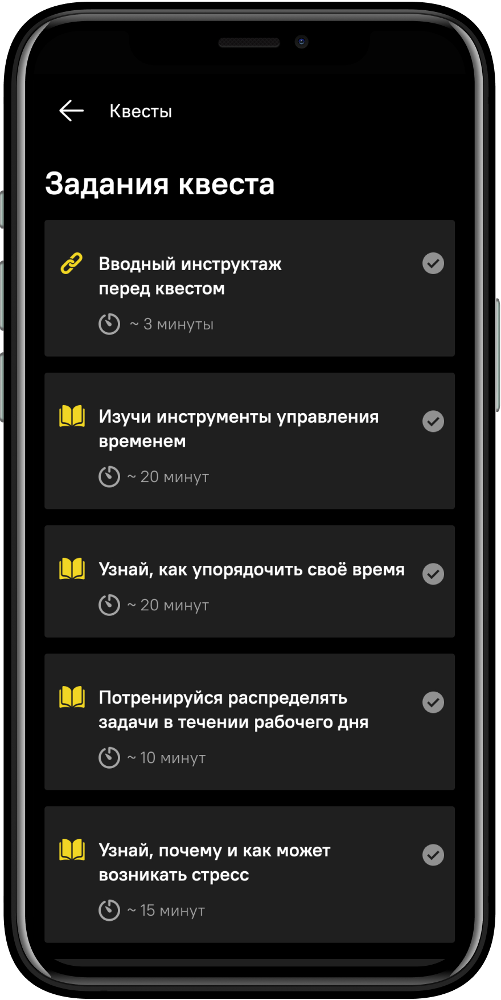 Квесты
Задания квеста
Вводный инструктаж
перед квестом
~ 3 минуты
Изучи инструменты управления
временем
~ 20 минут
Узнай, как упорядочить своё время
~ 20 минут
Потренируйся распределять
задачи в течении рабочего дня
~ 10 минут
Узнай, почему и как может
возникать стресс
~ 15 минут